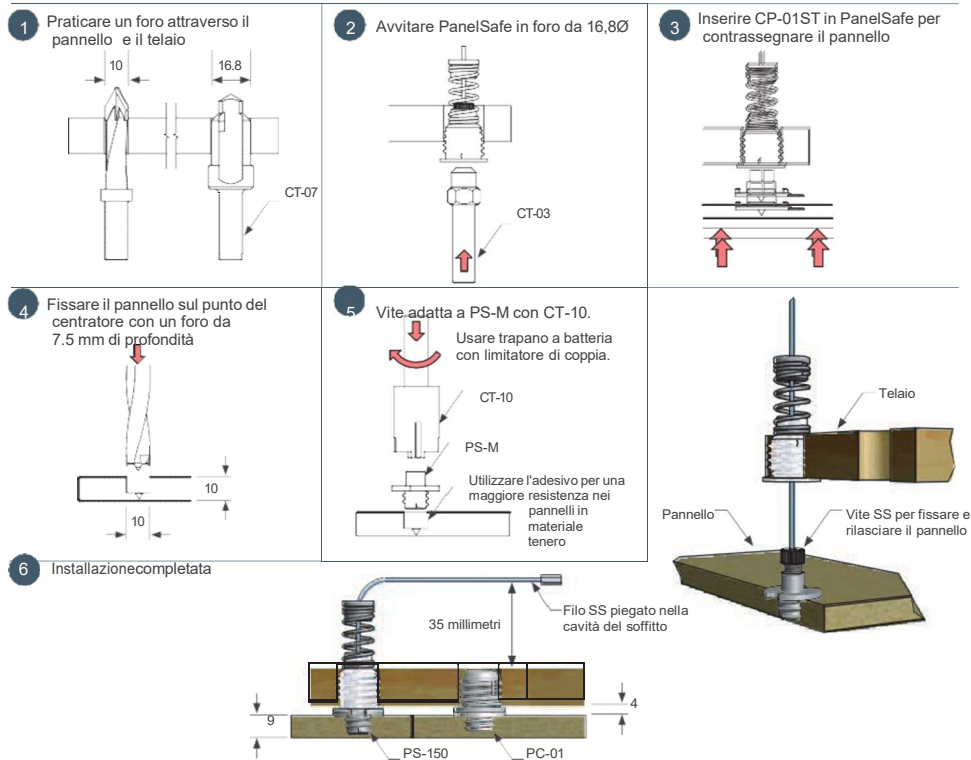 1 Praticare un foro attraverso il
pannello e il telaio
10
16.8
CT-07
2 Avvitare PanelSafe in foro da 16,8Ø
CT-03
3 Inserire CP-01ST in PanelSafe per
contrassegnare il pannello
4 Fissare il pannello sul punto del
centratore con un foro da
7.5 mm di profondità
10
10
5 Vite adatta a PS-M con CT-10.
Usare trapano a batteria
con limitatore di coppia.
CT-10
PS-M
Utilizzare l'adesivo per una
maggiore resistenza nei
pannelli in
materiale
tenero
Telaio
Pannello
Vite SS per fissare e
rilasciare il pannello
6 Installazionecompletata
35 millimetri
Filo SS piegato nella
cavità del soffitto
9
4
PS-150
PC-01